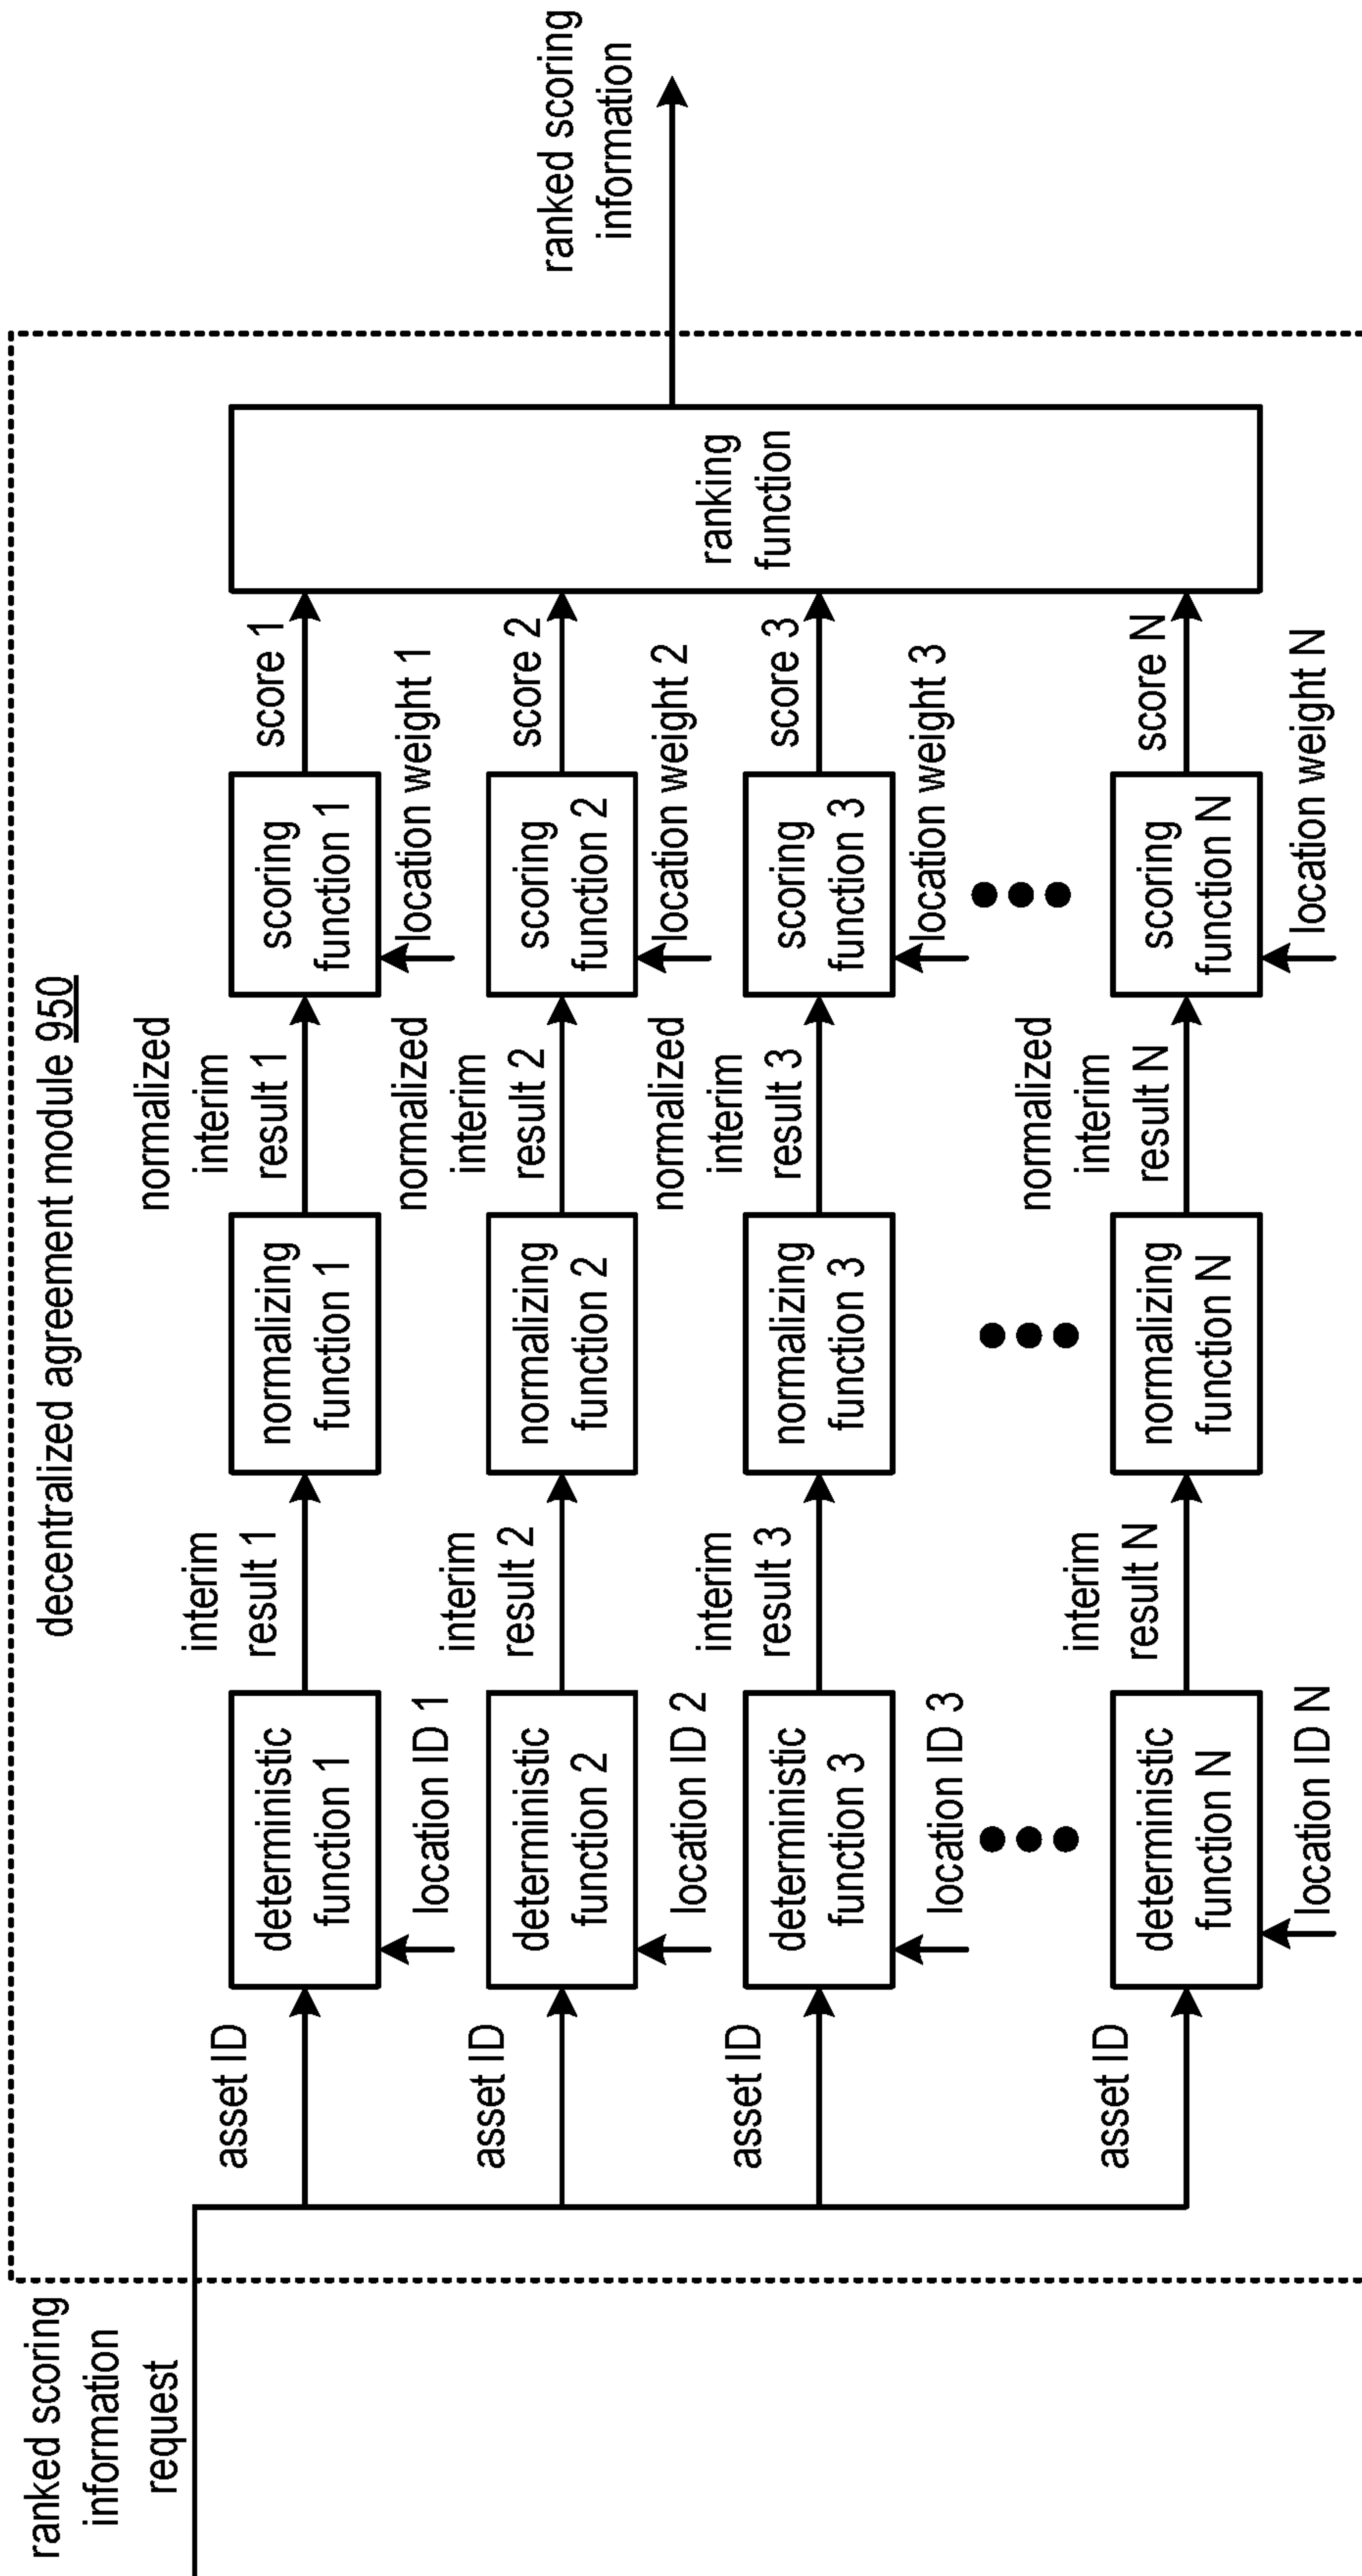 decentralized agreement module 950
ranked scoring
information
request
asset ID
deterministic
function 1
location ID 1
interim
result 1
normalizing
function 1
normalized
interim
result 1
scoring
function 1
location weight 1
score 1
asset ID
deterministic
function 2
location ID 2
interim
result 2
normalizing
function 2
normalized
interim
result 2
scoring
function 2
location weight 2
score 2
asset ID
deterministic
function 3
location ID 3
interim
result 3
normalizing
function 3
normalized
interim
result 3
scoring
function 3
location weight 3
score 3
asset ID
deterministic
function N
location ID N
interim
result N
normalizing
function N
normalized
interim
result N
scoring
function N
location weight N
score N
ranking
function
ranked scoring
information